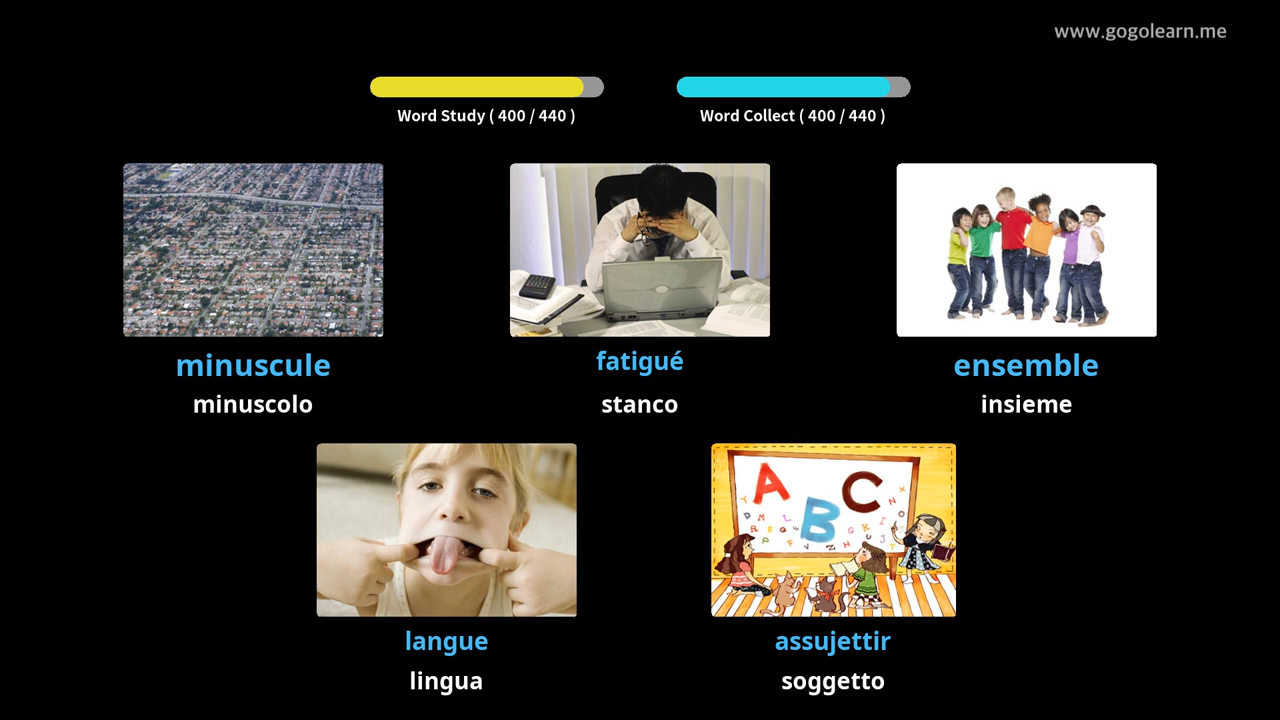 www.gogolearn.me
Word Study ( 400 / 440 )
Word Collect ( 400 / 440 )
minuscule
fatigué
ensemble
minuscolo
stanco
insieme
A B C
langue
assujettir
lingua
soggetto